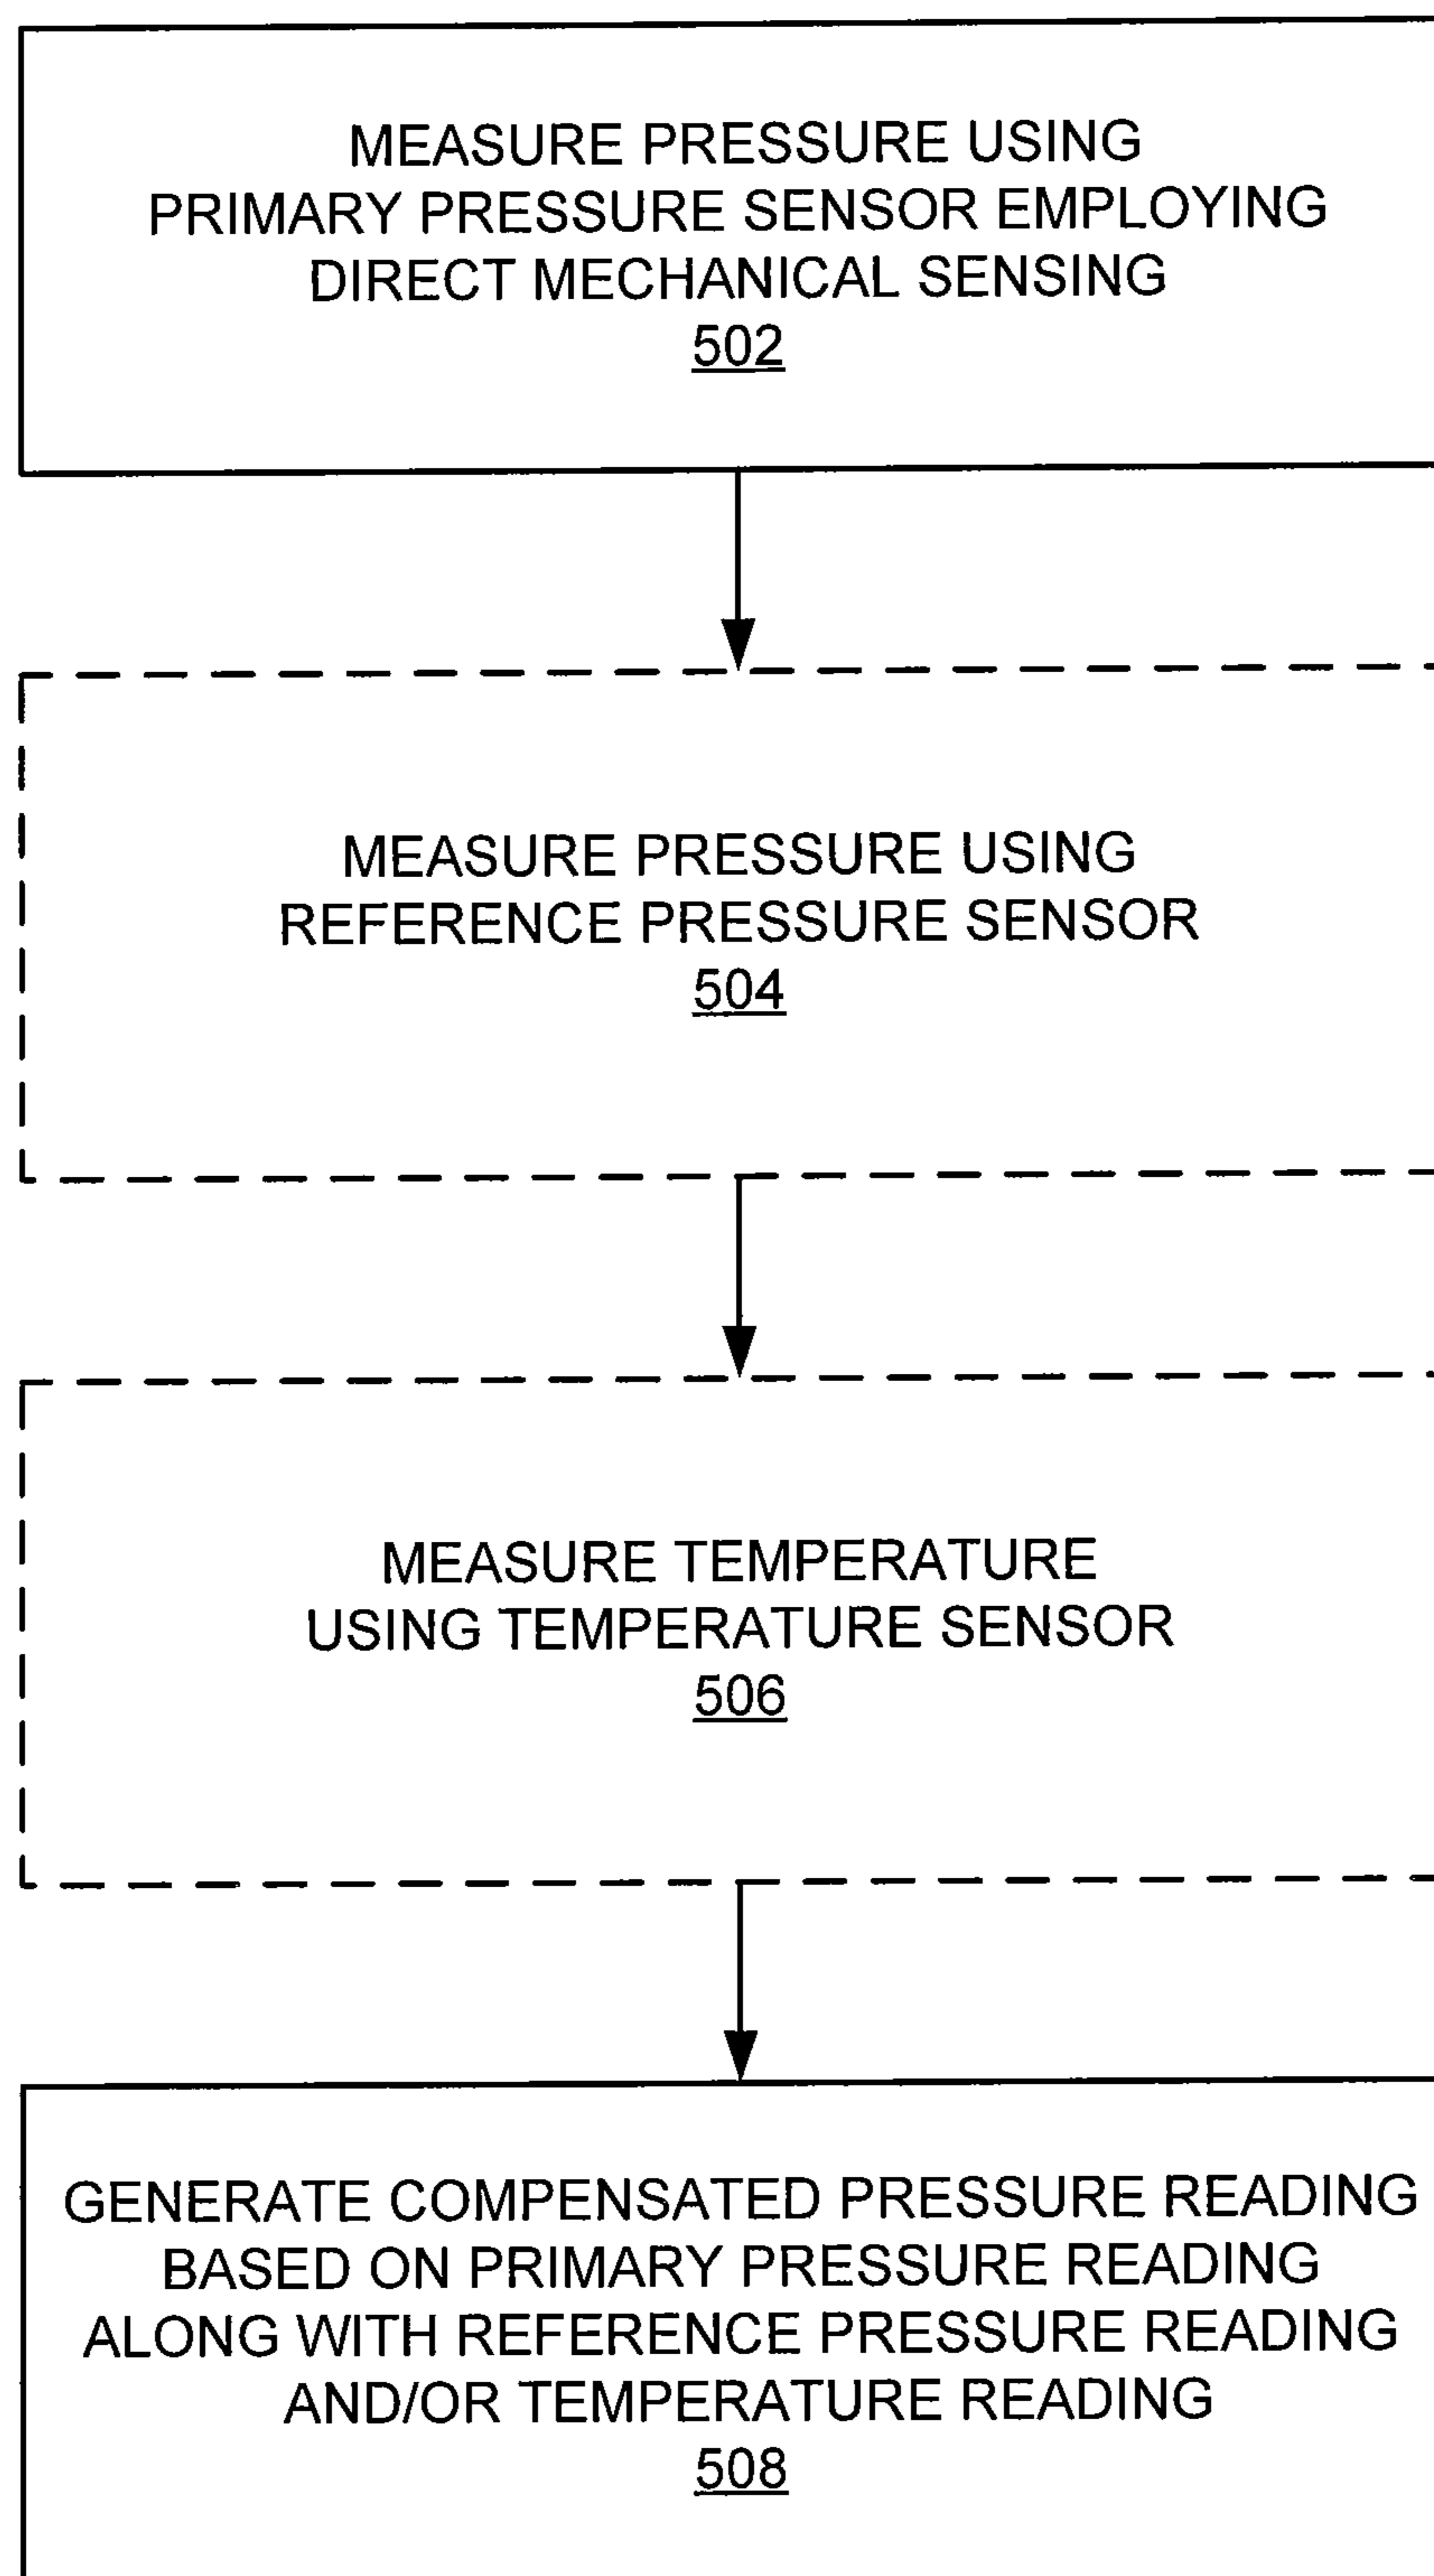 MEASURE PRESSURE USING
PRIMARY PRESSURE SENSOR EMPLOYING
DIRECT MECHANICAL SENSING
502
MEASURE PRESSURE USING
REFERENCE PRESSURE SENSOR
504
MEASURE TEMPERATURE
USING TEMPERATURE SENSOR
506
GENERATE COMPENSATED PRESSURE READING
BASED ON PRIMARY PRESSURE READING
ALONG WITH REFERENCE PRESSURE READING
AND/OR TEMPERATURE READING
508